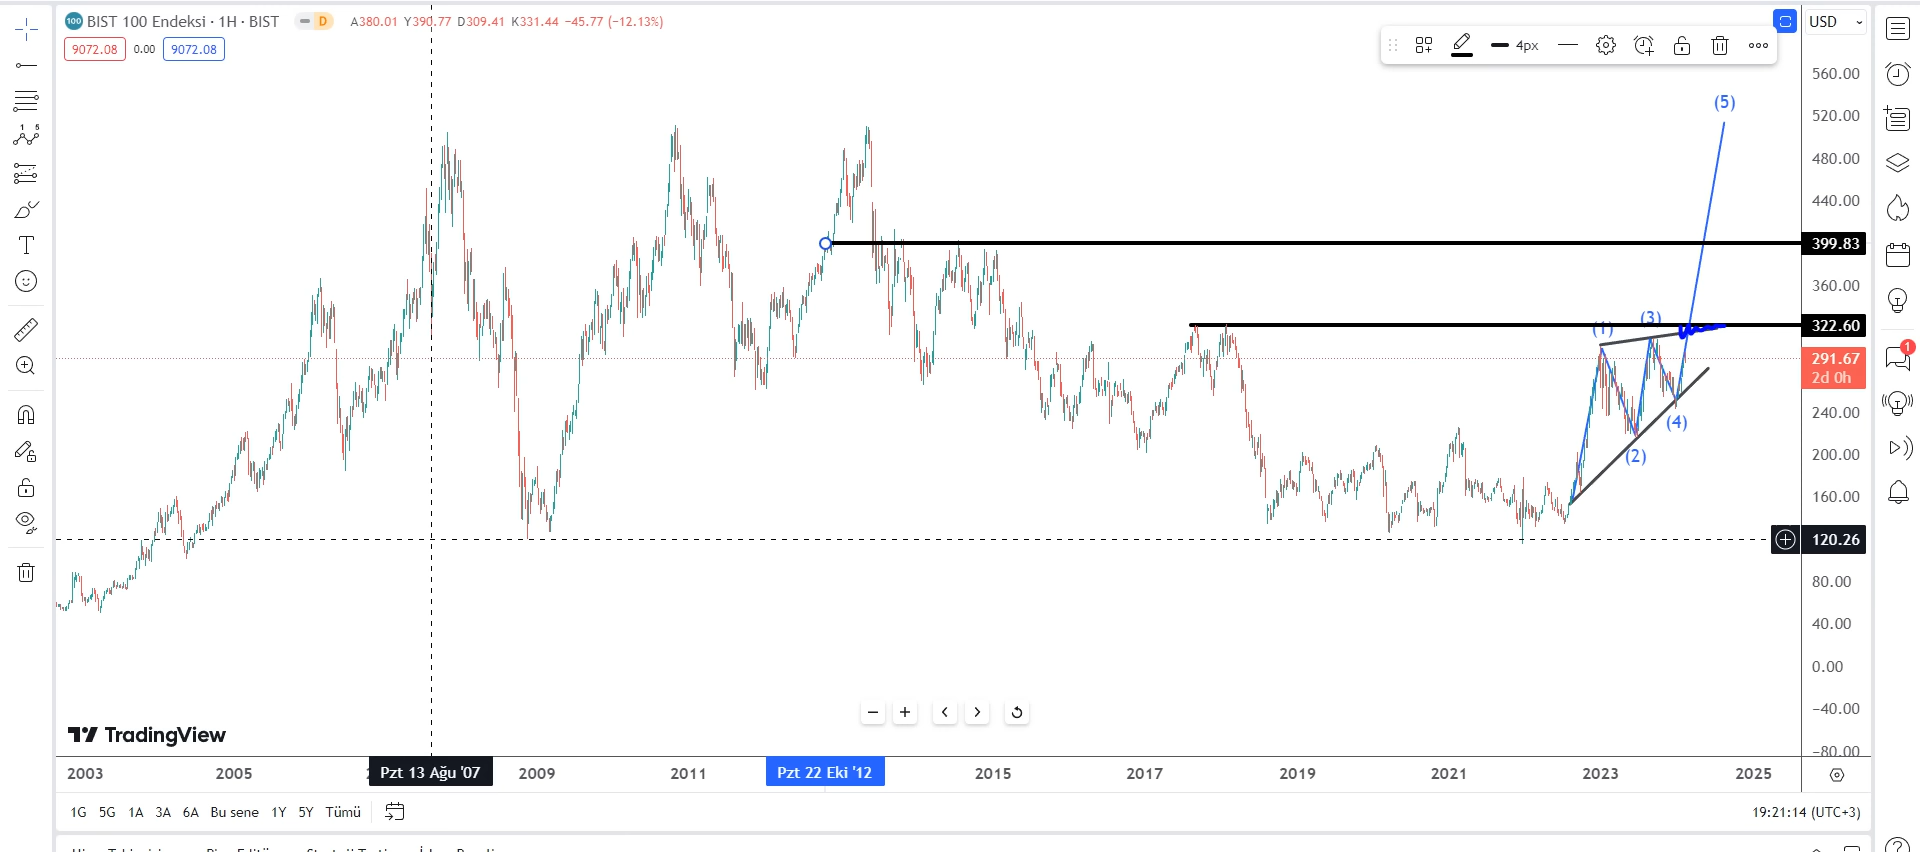 BIST 100 Endeksi · 1H · BIST D A380.01 Y390.77 D309.41 K331.44 −45.77 (−12.13%)
9072.08 0.00 9072.08
USD
4px
560.00
520.00
480.00
440.00
399.83
360.00
322.60
291.67
2d 0h
240.00
200.00
160.00
120.26
80.00
40.00
0.00
−40.00
−80.00
(1)
(2)
(3)
(4)
(5)
1
TradingView
2003 2005 Pzt 13 Ağu '07 2009 2011 Pzt 22 Eki '12 2015 2017 2019 2021 2023 2025
1G 5G 1A 3A 6A Bu sene 1Y 5Y Tümü 19:21:14 (UTC+3)